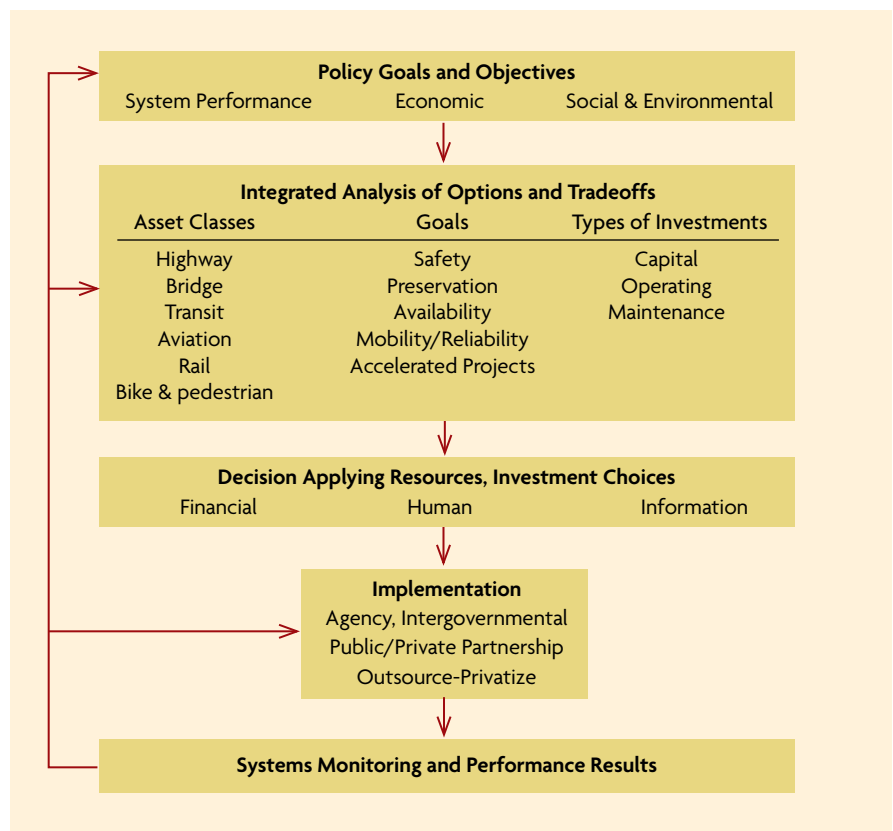 Policy Goals and Objectives
System Performance Economic Social & Environmental
Integrated Analysis of Options and Tradeoffs
Asset Classes Goals Types of Investments
Highway Safety Capital
Bridge Preservation Operating
Transit Availability Maintenance
Aviation Mobility/Reliability
Rail Accelerated Projects
Bike & pedestrian
Decision Applying Resources, Investment Choices
Financial Human Information
Implementation
Agency, Intergovernmental
Public/Private Partnership
Outsource-Privatize
Systems Monitoring and Performance Results